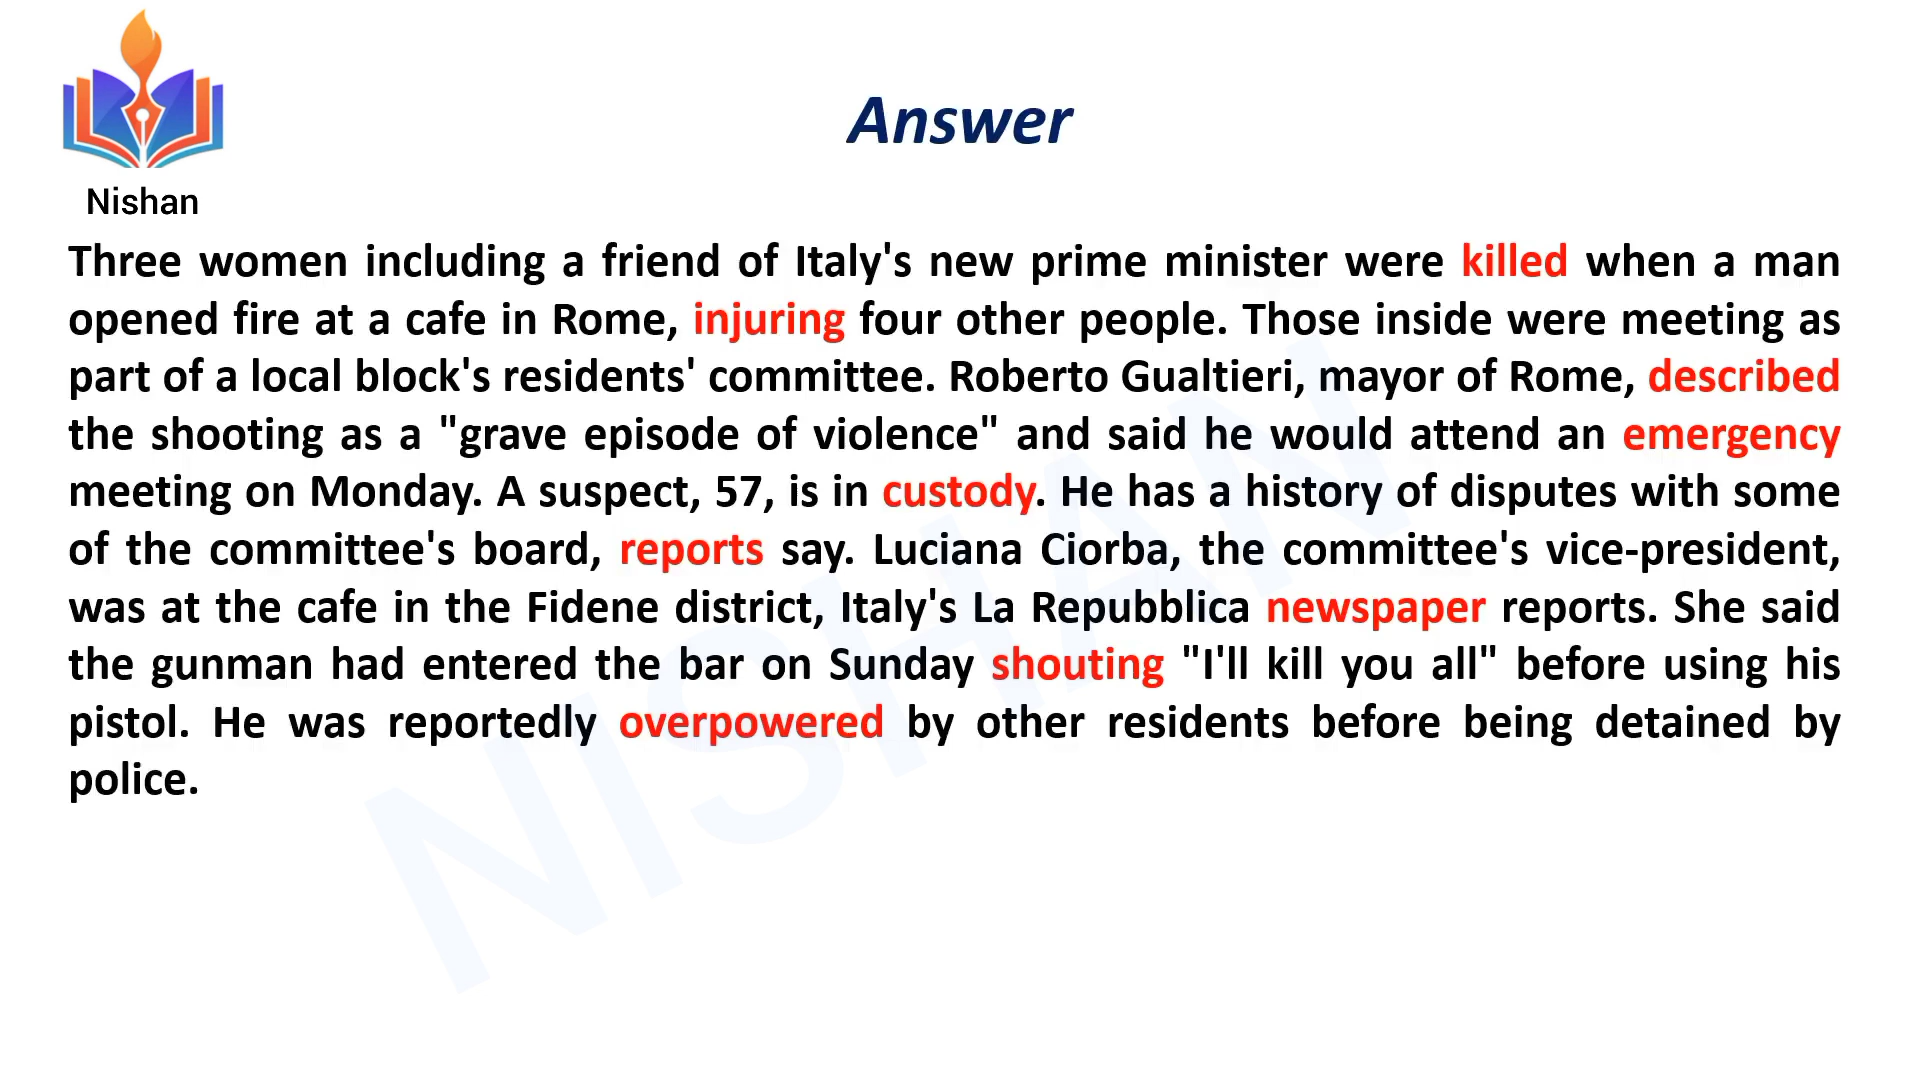 Answer
Nishan
Three women including a friend of Italy's new prime minister were killed when a man
opened fire at a cafe in Rome, injuring four other people. Those inside were meeting as
part of a local block's residents' committee. Roberto Gualtieri, mayor of Rome, described
the shooting as a "grave episode of violence" and said he would attend an emergency
meeting on Monday. A suspect, 57, is in custody. He has a history of disputes with some
of the committee's board, reports say. Luciana Ciorba, the committee's vice-president,
was at the cafe in the Fidene district, Italy's La Repubblica newspaper reports. She said
the gunman had entered the bar on Sunday shouting "I'll kill you all" before using his
pistol. He was reportedly overpowered by other residents before being detained by
police.
NISHAN